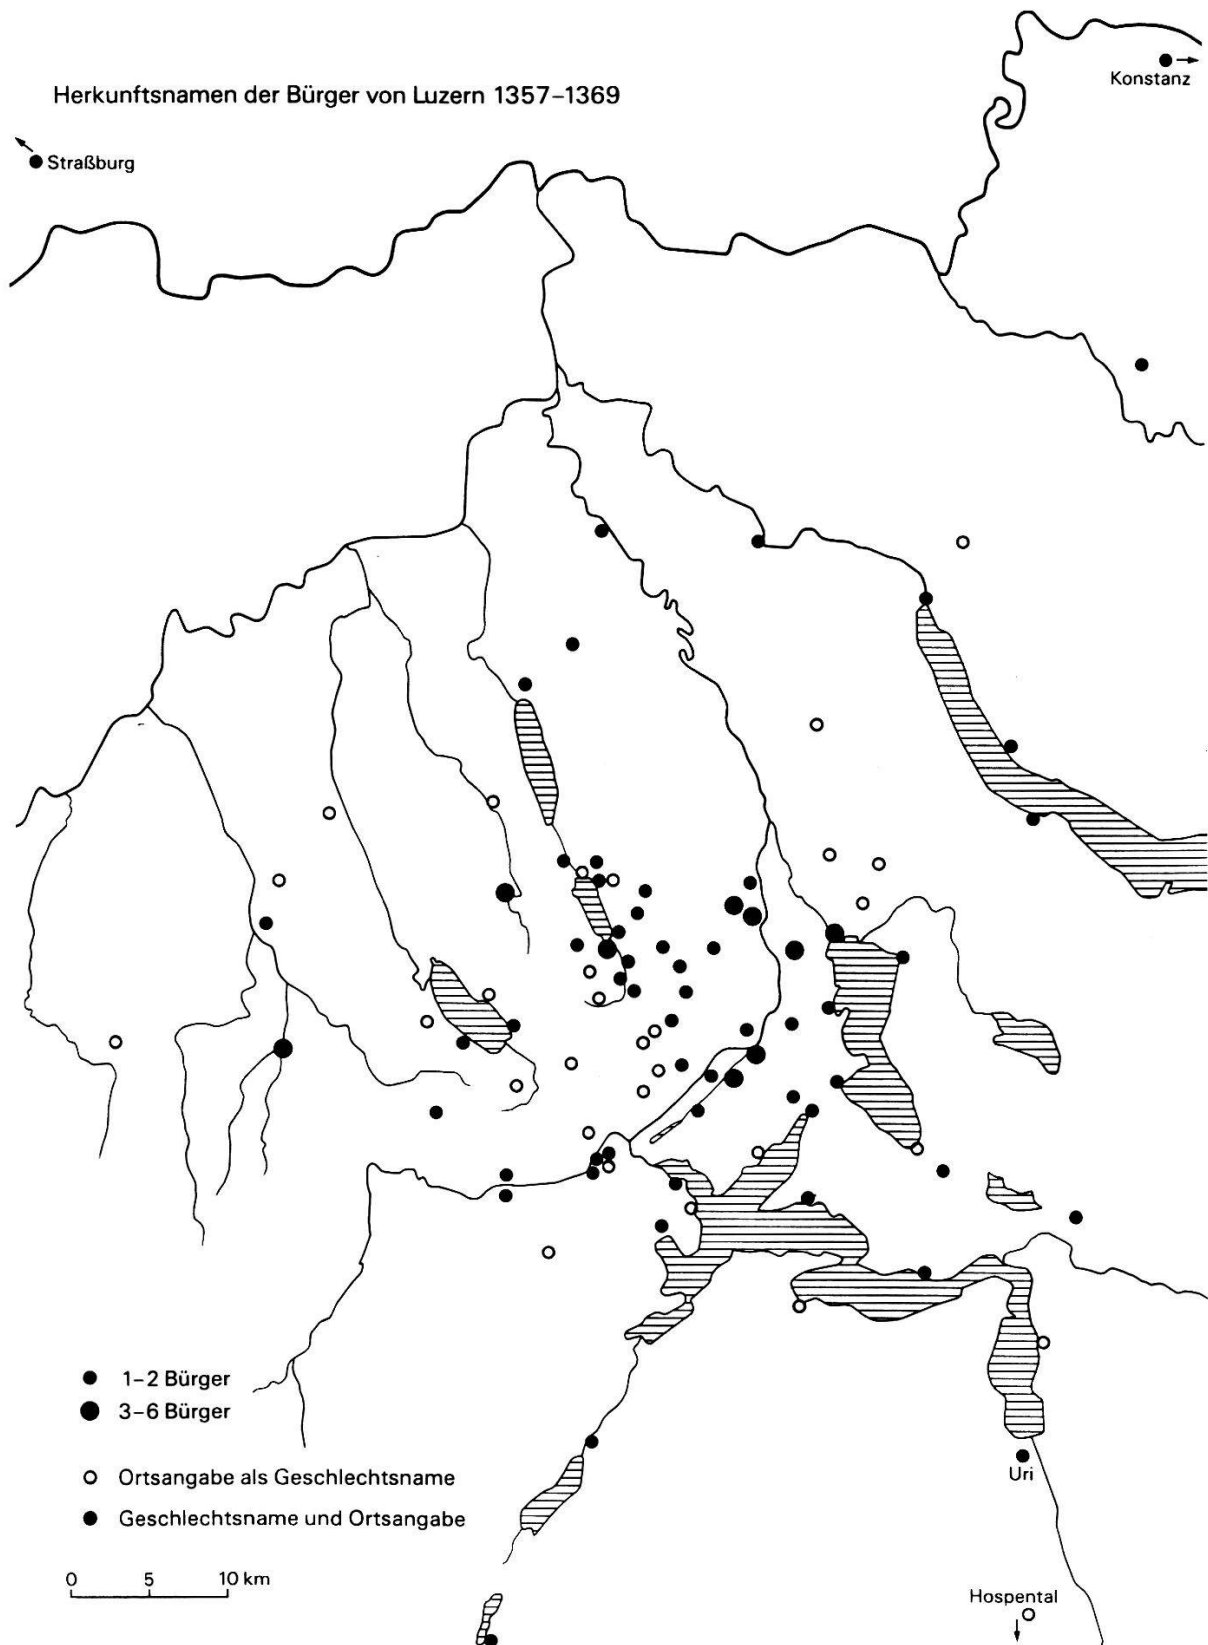 Konstanz
Herkunftsnamen der Bürger von Luzern 1357–1369
Straßburg
1–2 Bürger
3–6 Bürger
Ortsangabe als Geschlechtsname
Geschlechtsname und Ortsangabe
Uri
0 5 10 km
Hospental